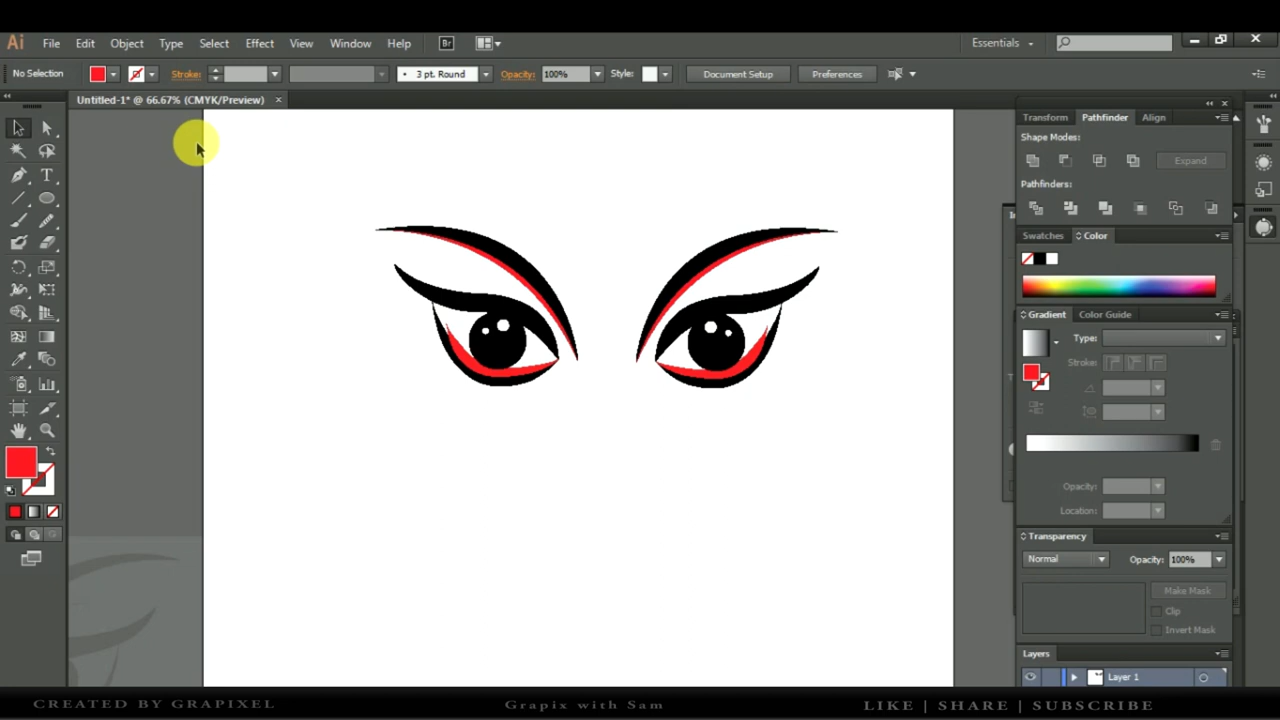 Ai File Edit Object Type Select Effect View Window Help Br Essentials
No Selection Stroke: 3 pt. Round Opacity: 100% Style: Document Setup Preferences
Untitled-1* @ 66.67% (CMYK/Preview)
Transform Pathfinder Align
Shape Modes:
Expand
Pathfinders:
Swatches Color
Gradient Color Guide
Type:
Stroke:
Opacity:
Location:
Transparency
Normal Opacity: 100%
Make Mask
Clip
Invert Mask
Layers
Layer 1
CREATED BY GRAPIXEL Grapix with Sam LIKE | SHARE | SUBSCRIBE